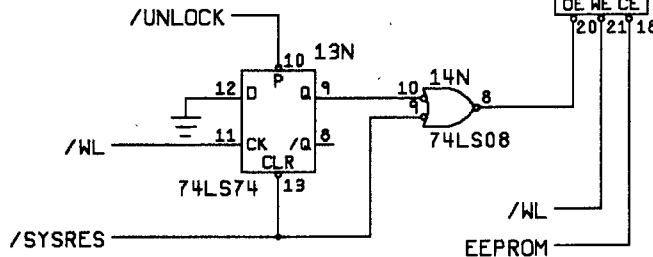 /UNLOCK
OE WE CE
20 21 18
10 13N
P
12 D Q 9
10 14N
9
8
11 CK /Q 8
/WL
CLR
74LS08
74LS74 13
/WL
/SYSRES
EEPROM